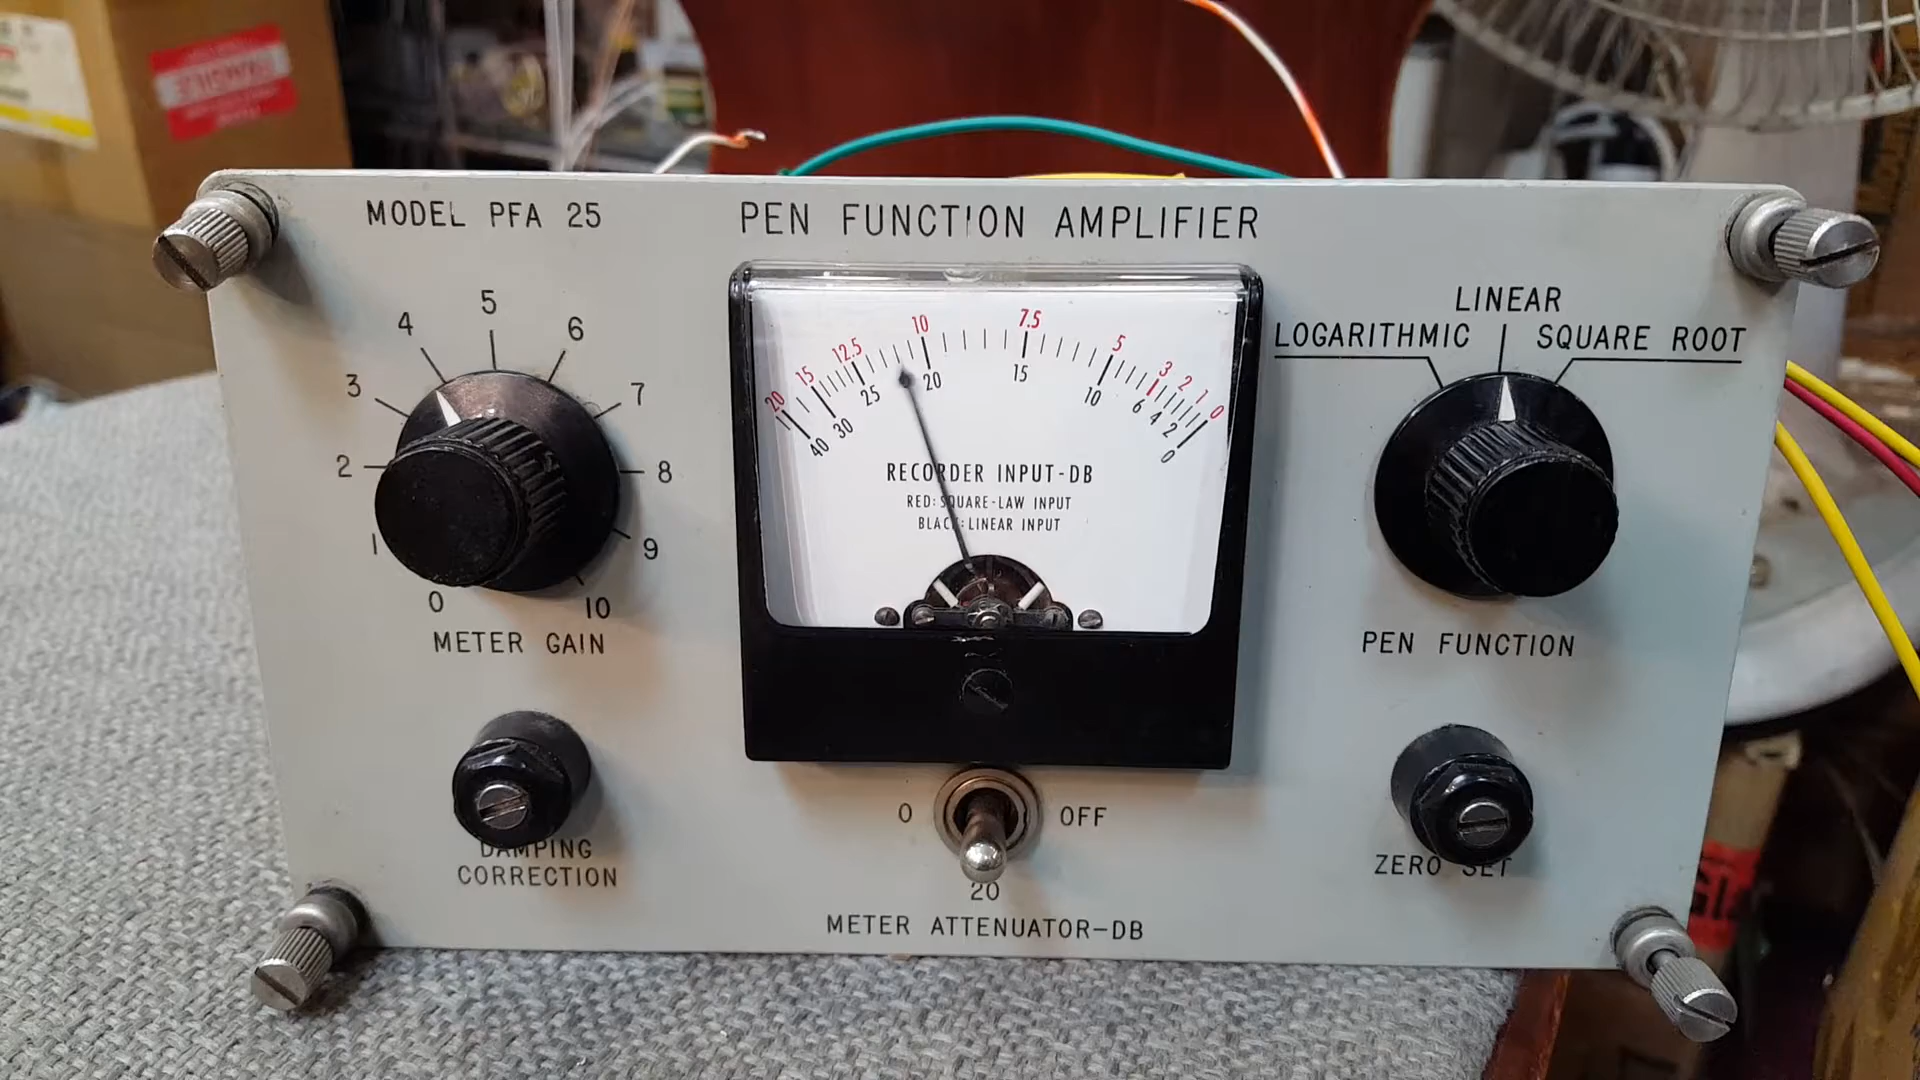 MODEL PFA 25
PEN FUNCTION AMPLIFIER
0
1
2
3
4
5
6
7
8
9
10
METER GAIN
20
15
12.5
10
7.5
5
3
2
1
0
40
30
25
20
15
10
6
4
2
0
RECORDER INPUT-DB
RED: SQUARE-LAW INPUT
BLACK: LINEAR INPUT
LINEAR
LOGARITHMIC
SQUARE ROOT
PEN FUNCTION
DAMPING
CORRECTION
0
OFF
20
METER ATTENUATOR-DB
ZERO SET